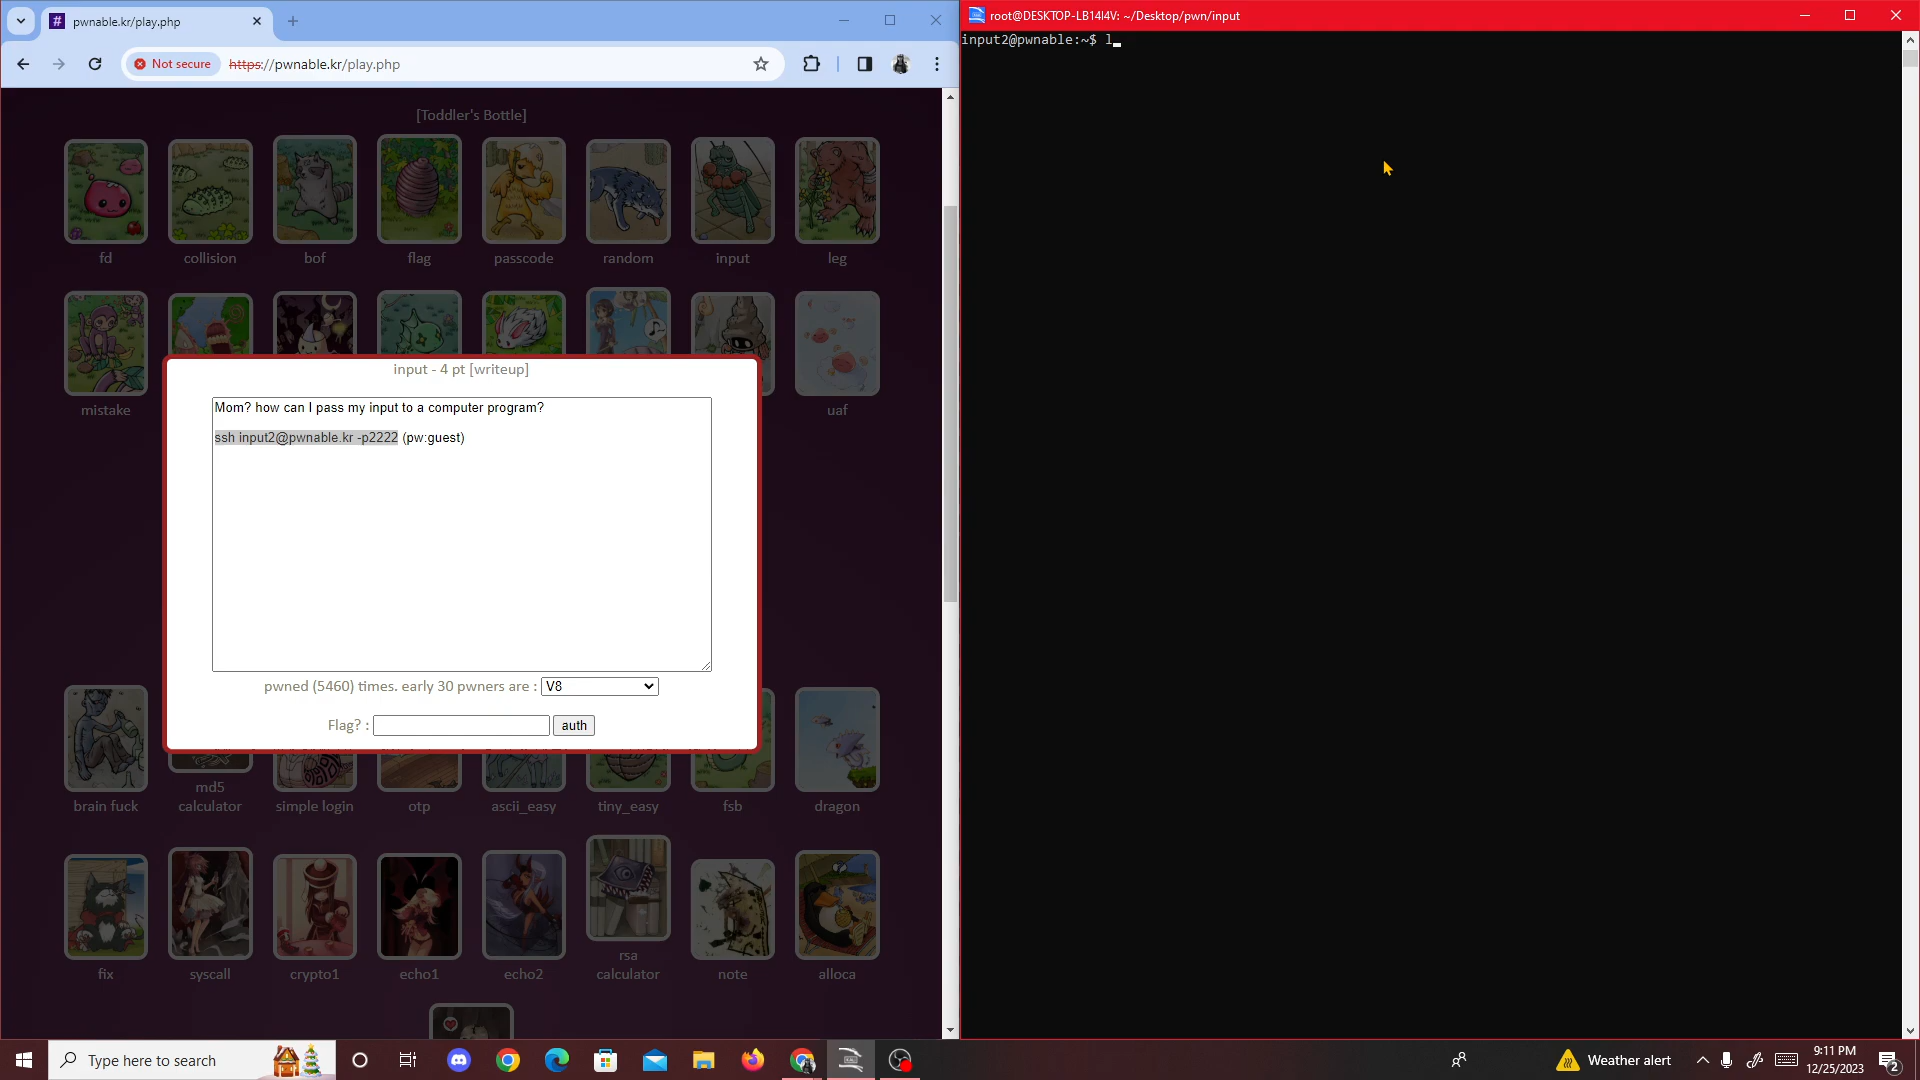 pwnable.kr/play.php
Not secure
https://pwnable.kr/play.php
[Toddler's Bottle]
fd
collision
bof
flag
passcode
random
input
leg
mistake
uaf
input - 4 pt [writeup]
Mom? how can I pass my input to a computer program?
ssh input2@pwnable.kr -p2222 (pw:guest)
pwned (5460) times. early 30 pwners are : V8
Flag? :
auth
brain fuck
md5
calculator
simple login
otp
ascii_easy
tiny_easy
fsb
dragon
fix
syscall
crypto1
echo1
echo2
rsa
calculator
note
alloca
root@DESKTOP-LB14I4V: ~/Desktop/pwn/input
input2@pwnable:~$ l
Type here to search
Weather alert
9:11 PM
12/25/2023
2